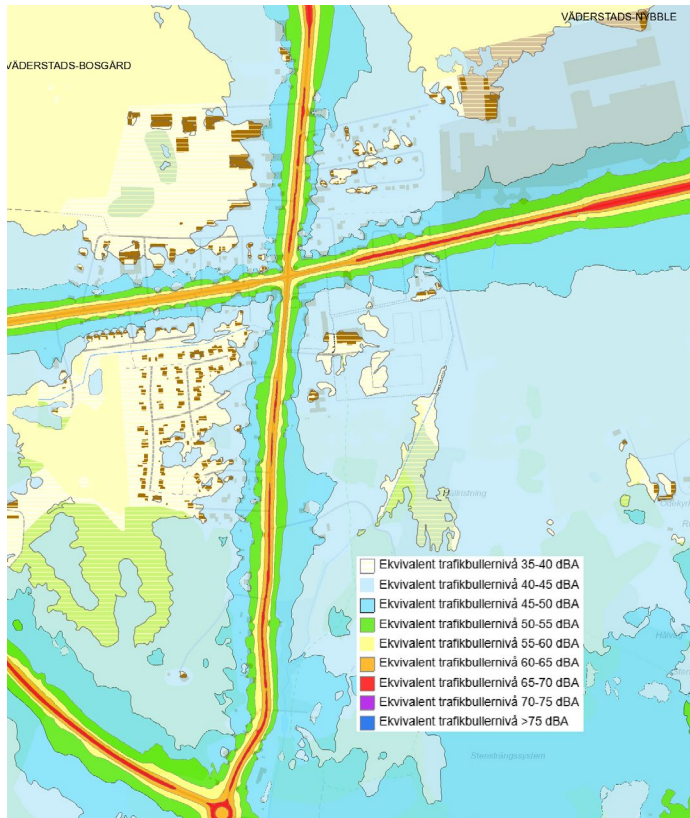 VÄDERSTADS-NYBBLE
VÄDERSTADS-BOSGÅRD
Hällristning
Ekvivalent trafikbullernivå 35-40 dBA
Ekvivalent trafikbullernivå 40-45 dBA
Ekvivalent trafikbullernivå 45-50 dBA
Ekvivalent trafikbullernivå 50-55 dBA
Ekvivalent trafikbullernivå 55-60 dBA
Ekvivalent trafikbullernivå 60-65 dBA
Ekvivalent trafikbullernivå 65-70 dBA
Ekvivalent trafikbullernivå 70-75 dBA
Ekvivalent trafikbullernivå >75 dBA
Stensträngssystem